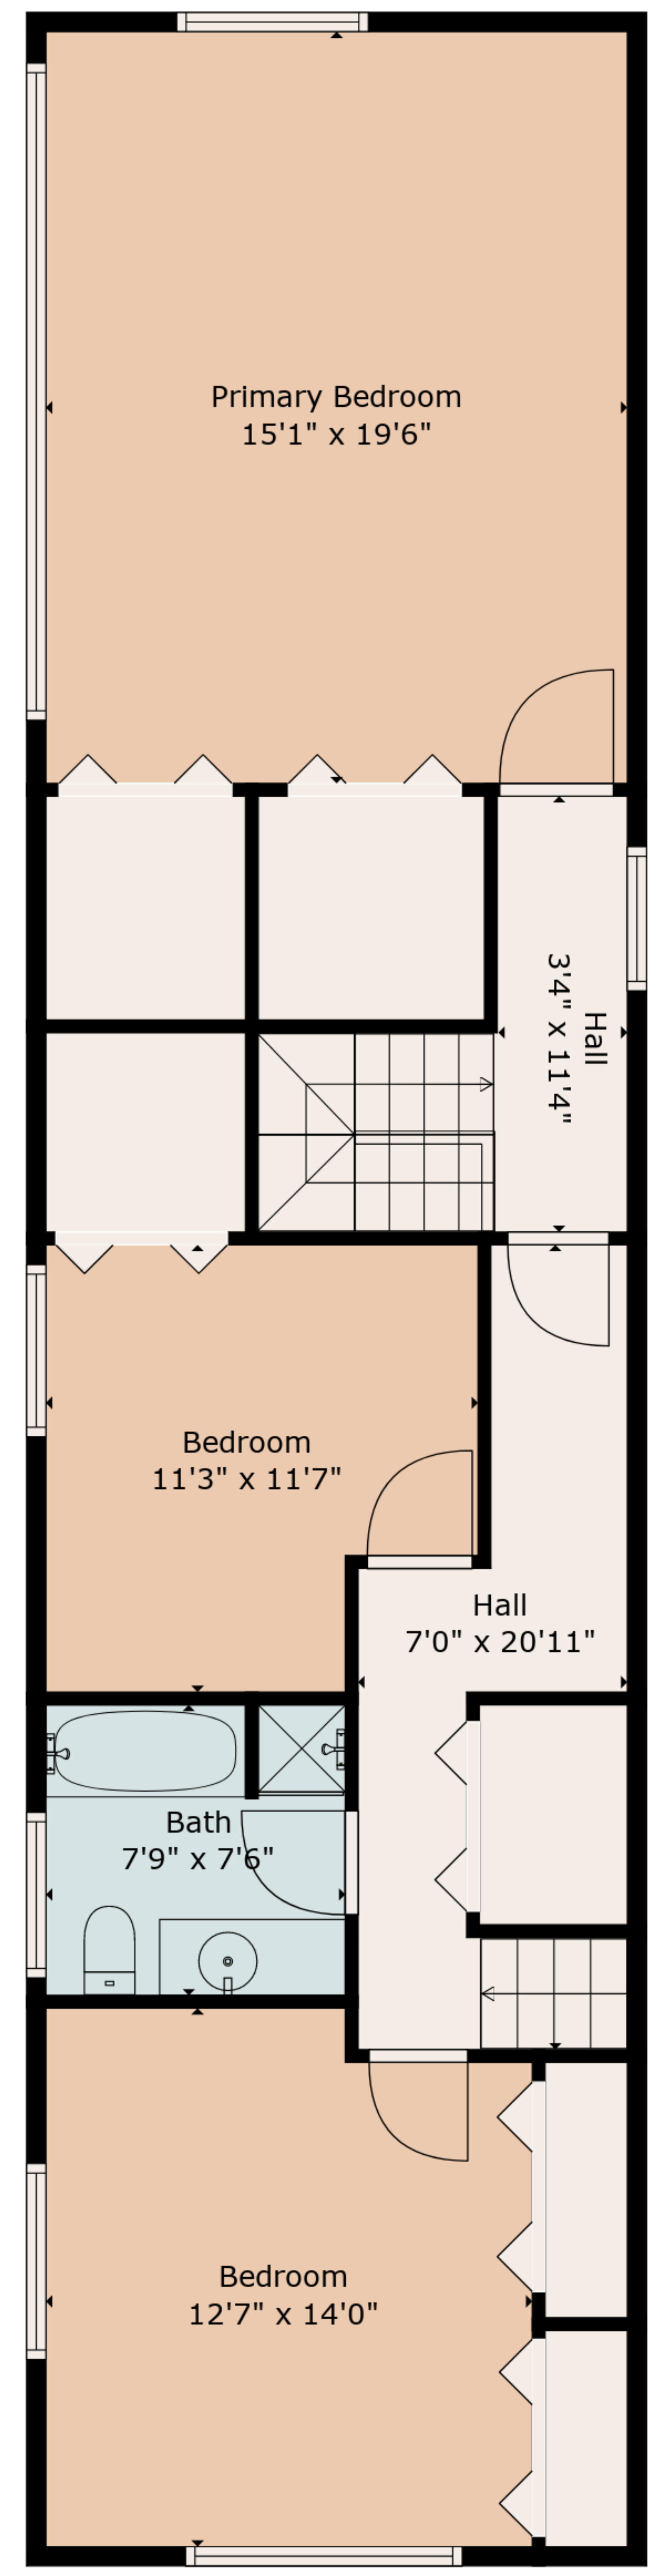 Primary Bedroom
15'1" x 19'6"
Hall
3'4" x 11'4"
Bedroom
11'3" x 11'7"
Hall
7'0" x 20'11"
Bath
7'9" x 7'6"
Bedroom
12'7" x 14'0"